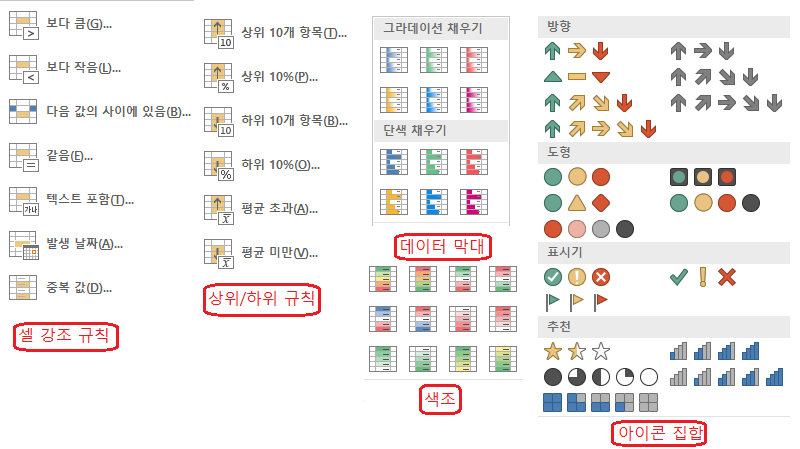 보다 큼(G)...
보다 작음(L)...
다음 값의 사이에 있음(B)...
같음(E)...
텍스트 포함(T)...
가나
발생 날짜(A)...
중복 값(D)...
셀 강조 규칙
상위 10개 항목(T)...
10
상위 10%(P)...
%
하위 10개 항목(B)...
10
하위 10%(O)...
%
평균 초과(A)...
평균 미만(V)...
상위/하위 규칙
그라데이션 채우기
단색 채우기
데이터 막대
색조
방향
도형
표시기
추천
아이콘 집합